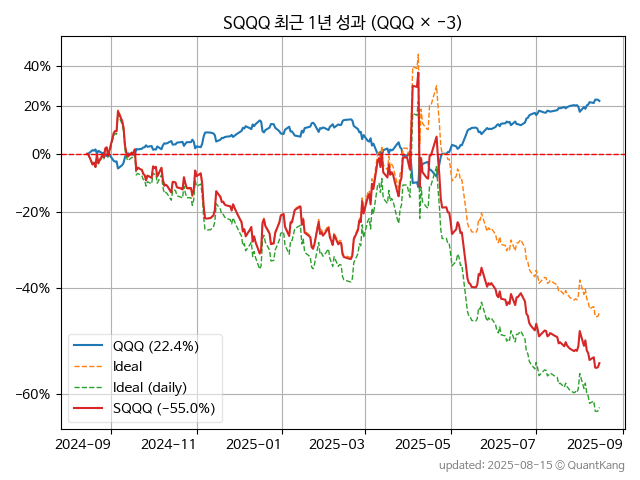 SQQQ 최근 1년 성과 (QQQ × −3)
40%
20%
0%
−20%
−40%
−60%
QQQ (22.4%)
Ideal
Ideal (daily)
SQQQ (−55.0%)
2024−09
2024−11
2025−01
2025−03
2025−05
2025−07
2025−09
updated: 2025−08−15 © QuantKang